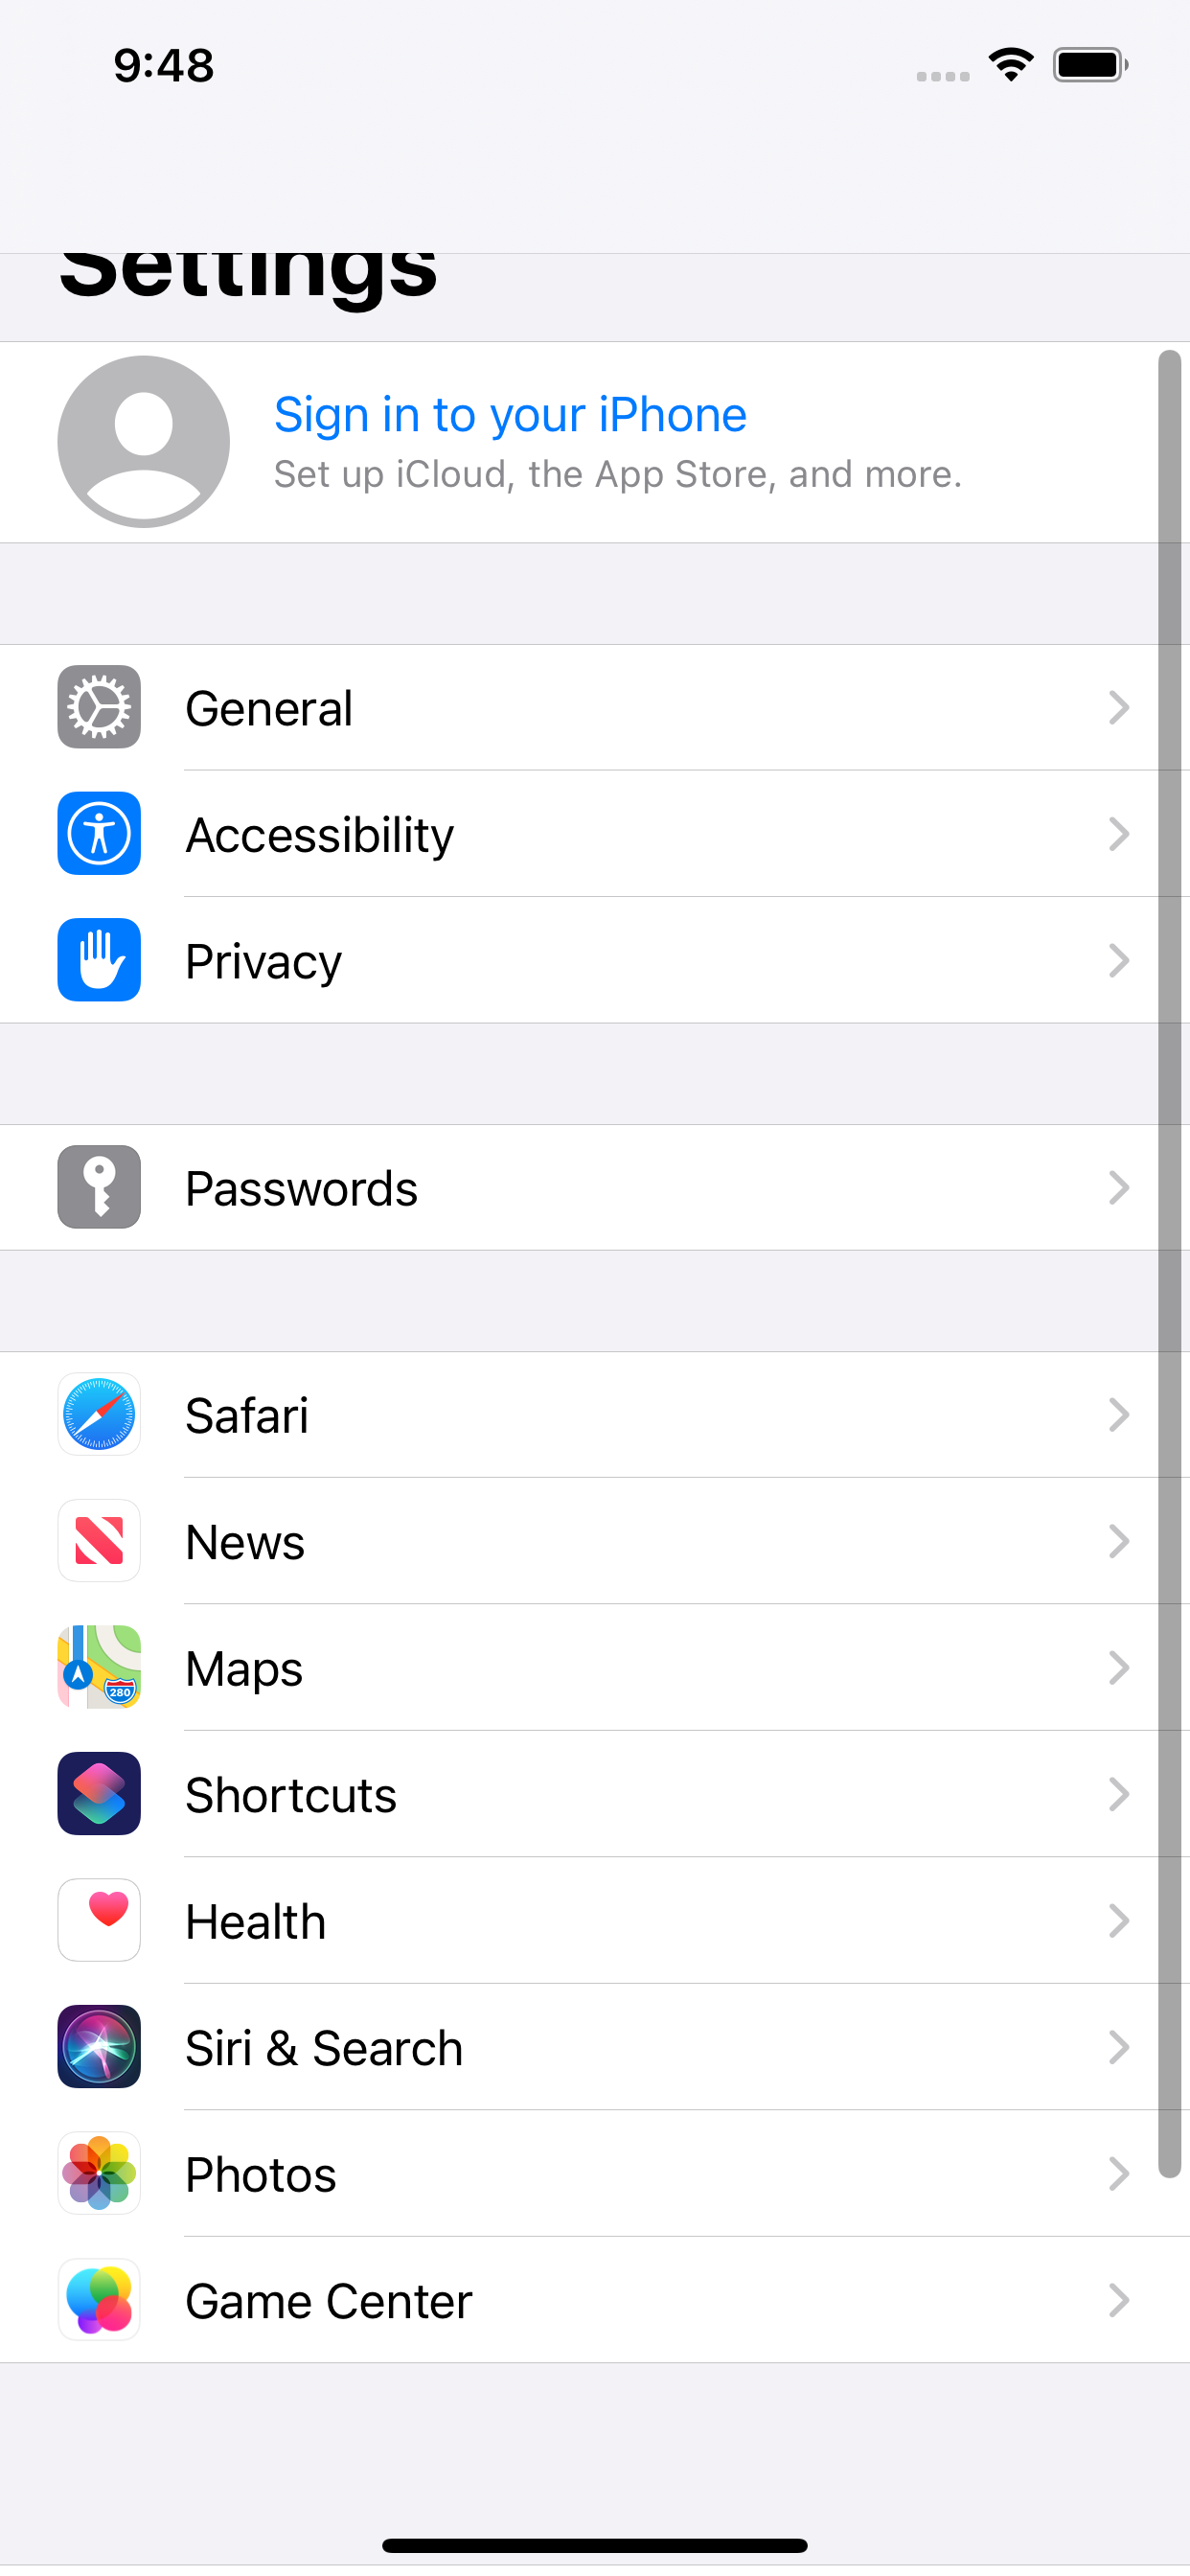 9:48
Settings
Sign in to your iPhone
Set up iCloud, the App Store, and more.
General
Accessibility
Privacy
Passwords
Safari
News
Maps
280
Shortcuts
Health
Siri & Search
Photos
Game Center